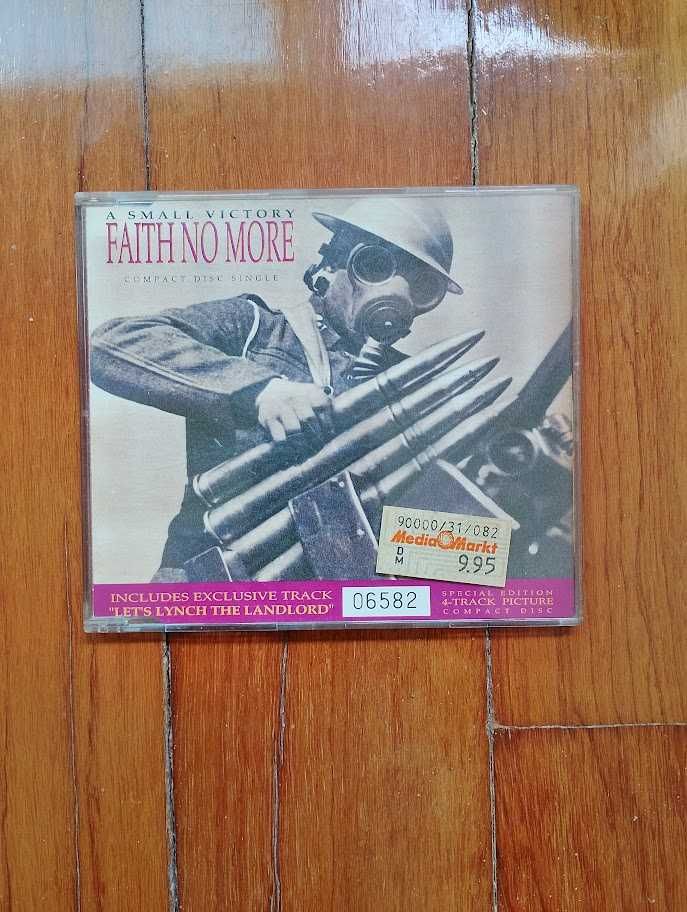 A SMALL VICTORY
FAITH NO MORE
COMPACT DISC SINGLE
90000/31/082
Media Markt
DM 9.95
INCLUDES EXCLUSIVE TRACK
"LET'S LYNCH THE LANDLORD"
06582
SPECIAL EDITION
4-TRACK PICTURE
COMPACT DISC